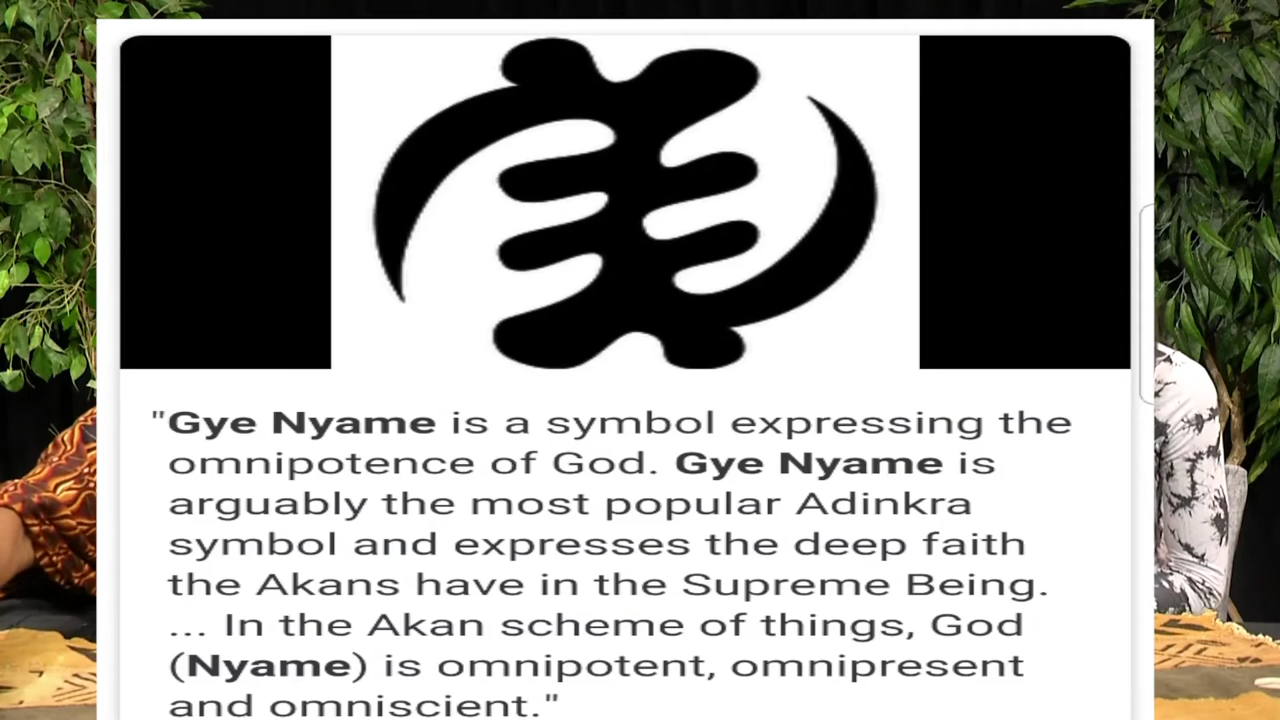 "Gye Nyame is a symbol expressing the
omnipotence of God. Gye Nyame is
arguably the most popular Adinkra
symbol and expresses the deep faith
the Akans have in the Supreme Being.
... In the Akan scheme of things, God
(Nyame) is omnipotent, omnipresent
and omniscient."